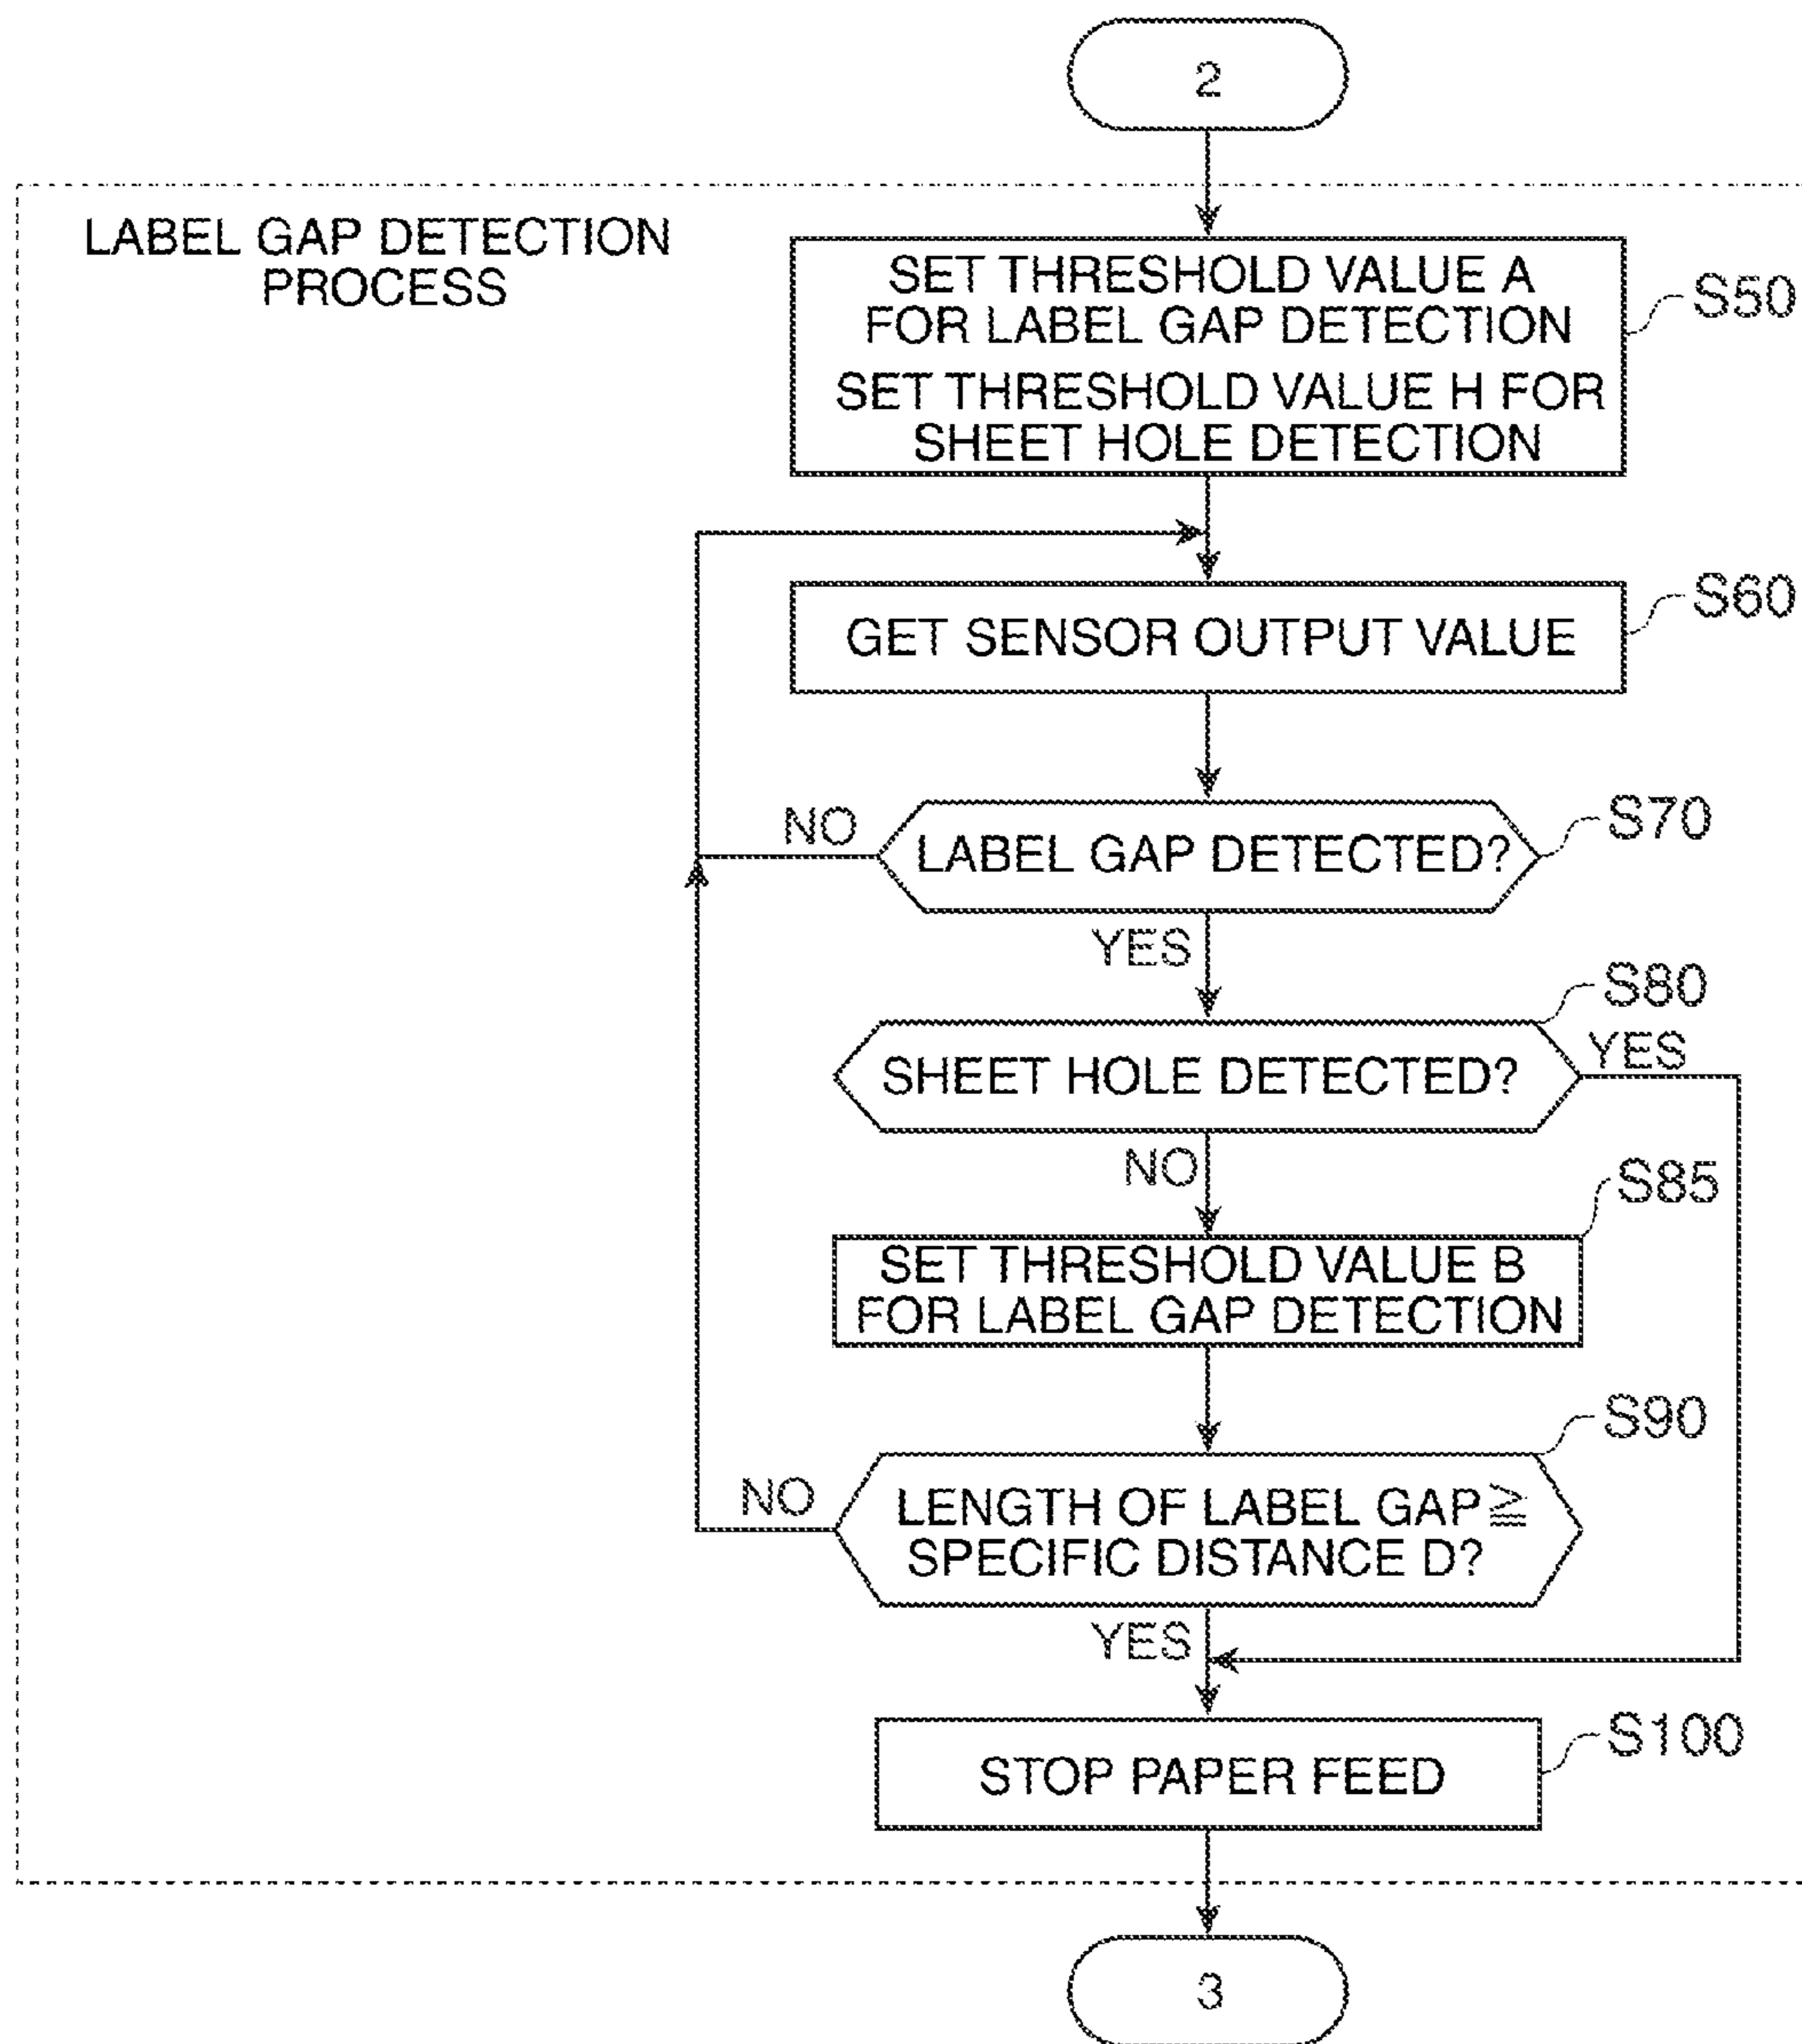 2
LABEL GAP DETECTION
PROCESS
SET THRESHOLD VALUE A
FOR LABEL GAP DETECTION
SET THRESHOLD VALUE H FOR
SHEET HOLE DETECTION
S50
GET SENSOR OUTPUT VALUE
S60
NO
LABEL GAP DETECTED?
S70
YES
SHEET HOLE DETECTED?
S80
YES
NO
SET THRESHOLD VALUE B
FOR LABEL GAP DETECTION
S85
NO
LENGTH OF LABEL GAP≧
SPECIFIC DISTANCE D?
S90
YES
STOP PAPER FEED
S100
3